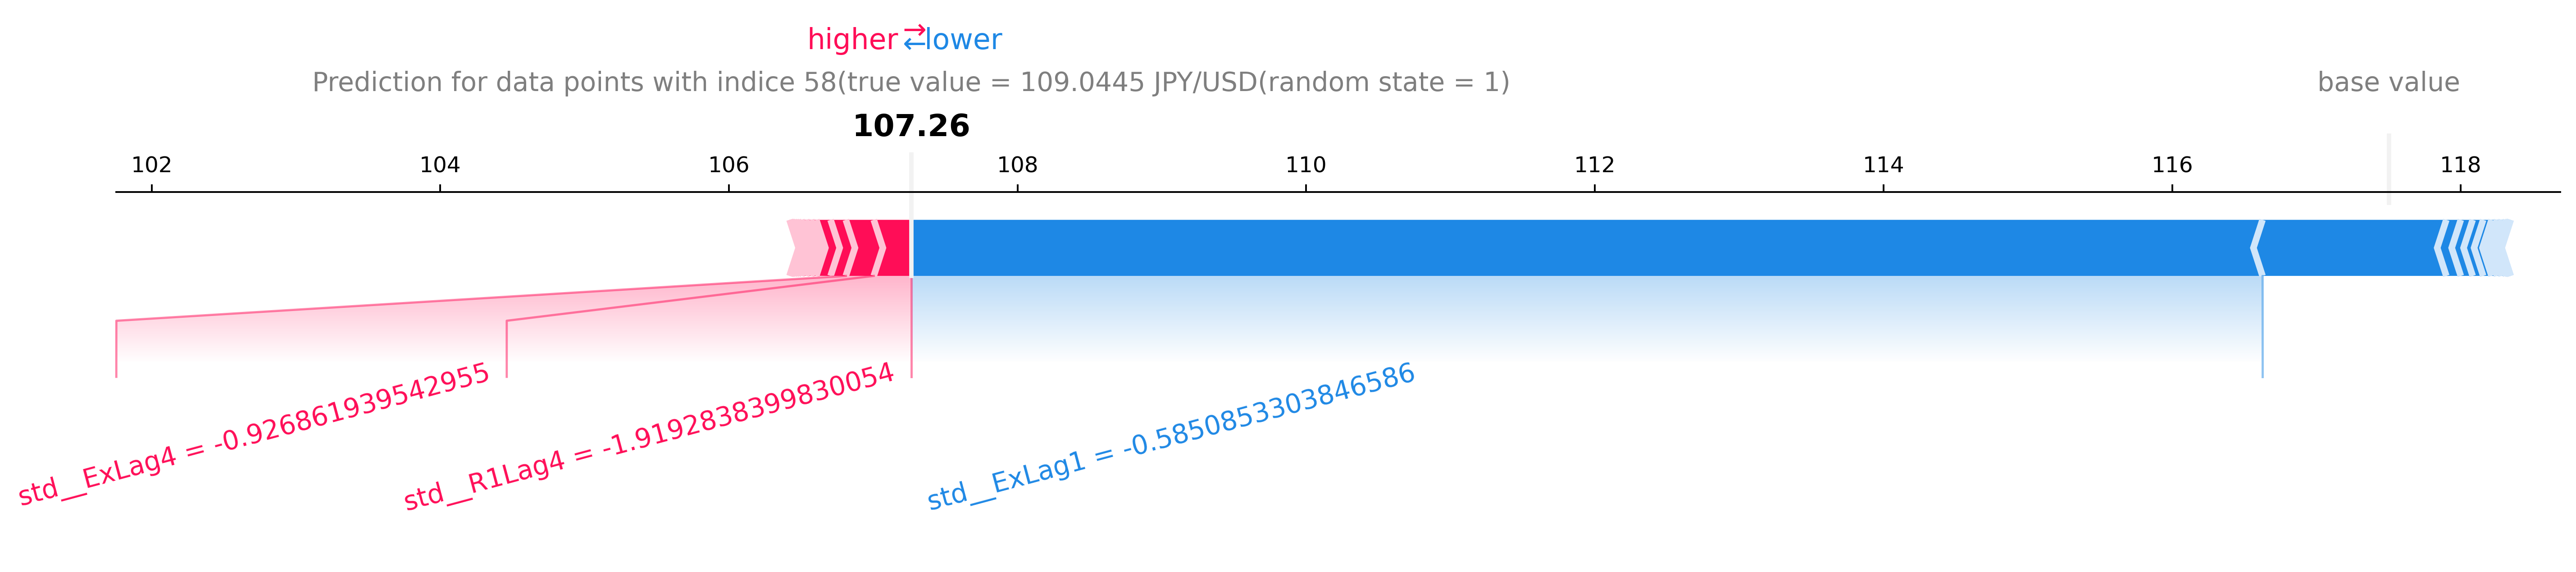 higher ⇄ lower
Prediction for data points with indice 58(true value = 109.0445 JPY/USD(random state = 1)
base value
107.26
102 104 106 108 110 112 114 116 118
std__ExLag4 = -0.926861939542955
std__R1Lag4 = -1.9192838399830054
std__ExLag1 = -0.5850853303846586